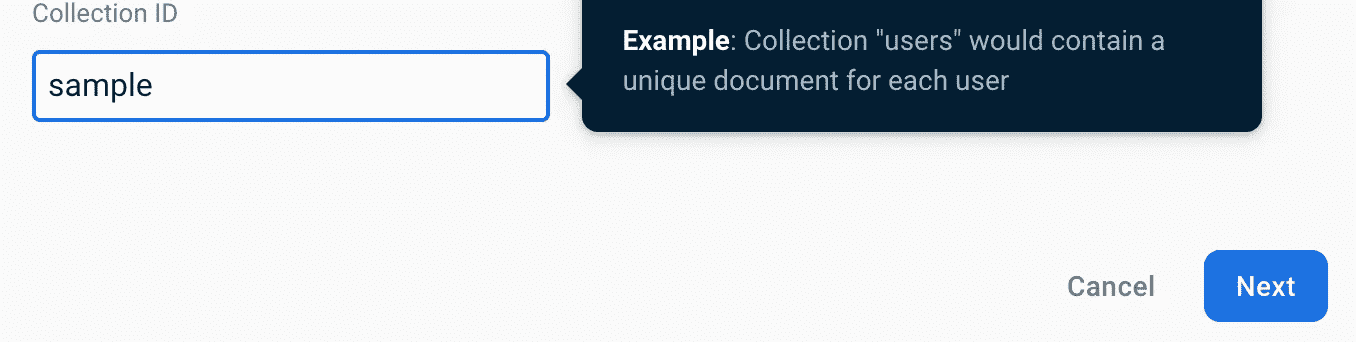 Collection ID
sample
Example: Collection "users" would contain a
unique document for each user
Cancel
Next